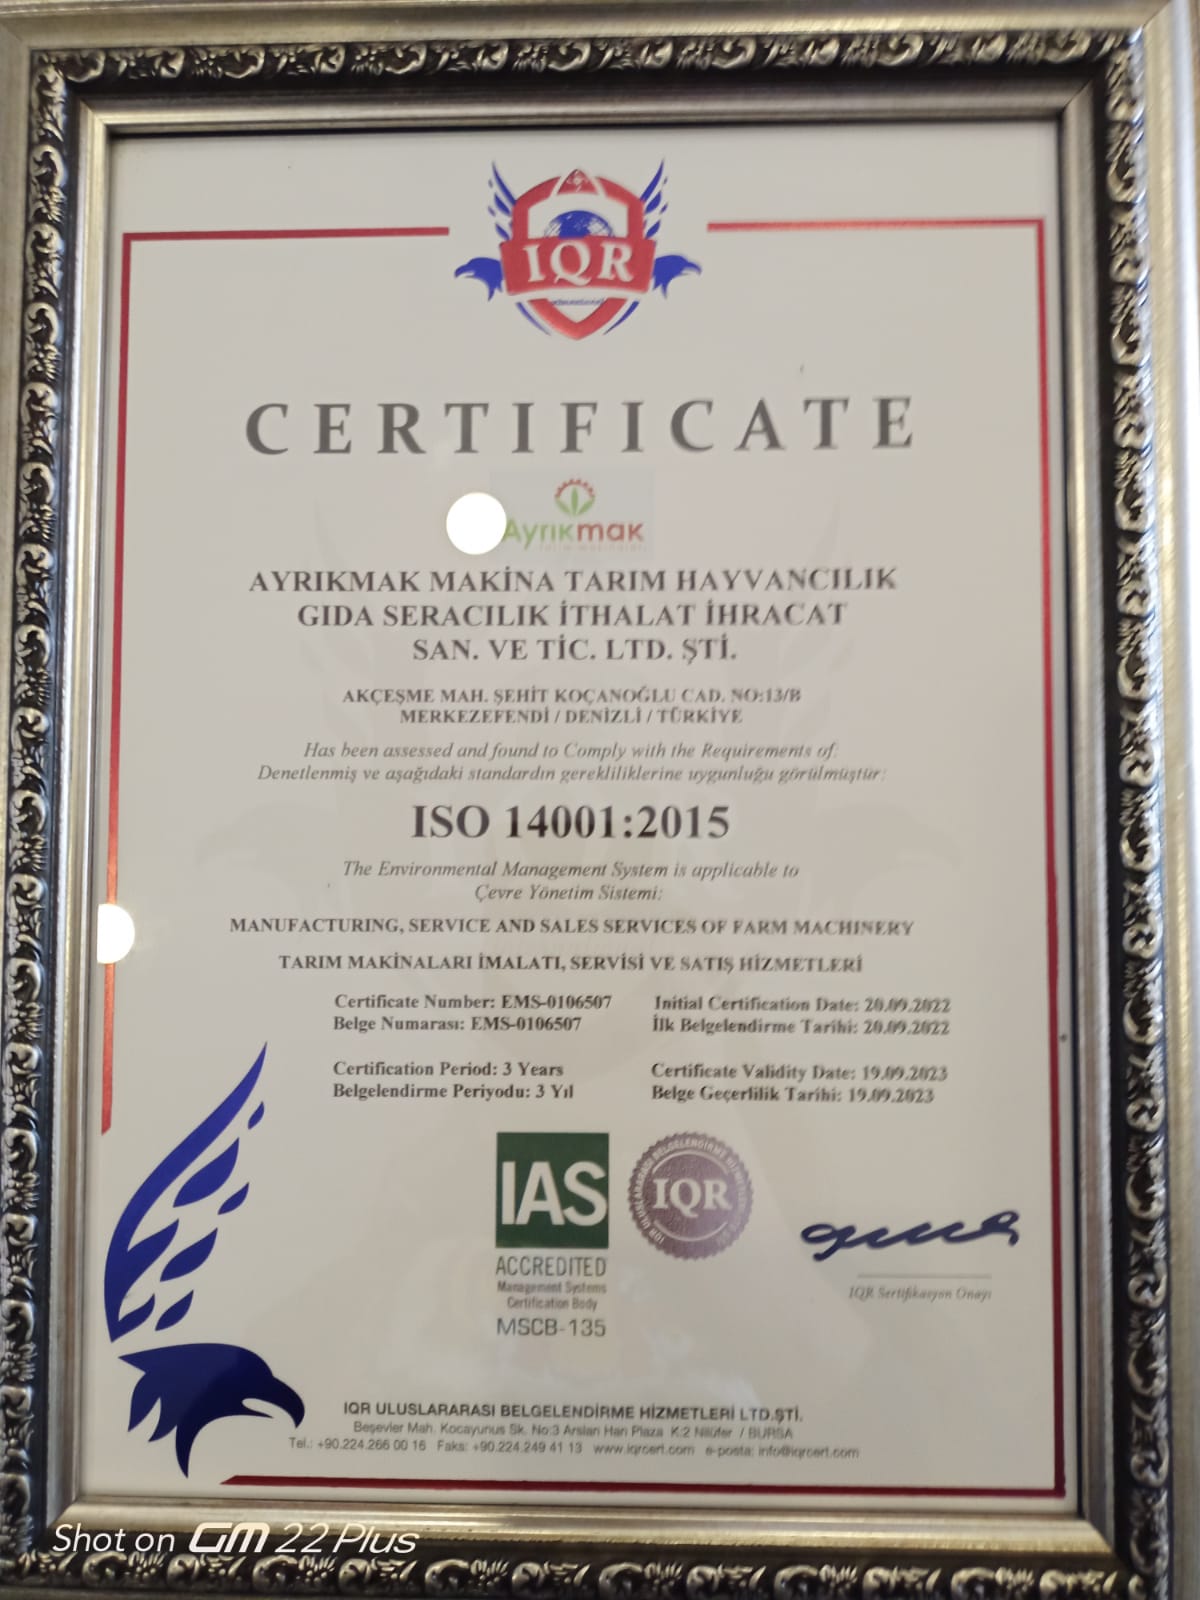 IQR
CERTIFICATE
Ayrıkmak
AYRIKMAK MAKİNA TARIM HAYVANCILIK
GIDA SERACILIK İTHALAT İHRACAT
SAN. VE TİC. LTD. ŞTİ.
AKÇEŞME MAH. ŞEHİT KOÇANOĞLU CAD. NO:13/B
MERKEZEFENDİ / DENİZLİ / TÜRKİYE
Has been assessed and found to Comply with the Requirements of:
Denetlenmiş ve aşağıdaki standardın gerekliliklerine uygunluğu görülmüştür:
ISO 14001:2015
The Environmental Management System is applicable to
Çevre Yönetim Sistemi:
MANUFACTURING, SERVICE AND SALES SERVICES OF FARM MACHINERY
TARIM MAKİNALARI İMALATI, SERVİSİ VE SATIŞ HİZMETLERİ
Certificate Number: EMS-0106507
Belge Numarası: EMS-0106507
Initial Certification Date: 20.09.2022
İlk Belgelendirme Tarihi: 20.09.2022
Certification Period: 3 Years
Belgelendirme Periyodu: 3 Yıl
Certificate Validity Date: 19.09.2023
Belge Geçerlilik Tarihi: 19.09.2023
IAS
ACCREDITED
Management Systems
Certification Body
MSCB-135
IQR
IQR Sertifikasyon Onayı
IQR ULUSLARARASI BELGELENDİRME HİZMETLERİ LTD.ŞTİ.
Beşevler Mah. Kocayunus Sk. No:3 Arslan Han Plaza K:2 Nilüfer / BURSA
Tel.: +90.224.266 00 16 Faks: +90.224.249 41 13 www.iqrcert.com e-posta: info@iqrcert.com
Shot on GM 22 Plus